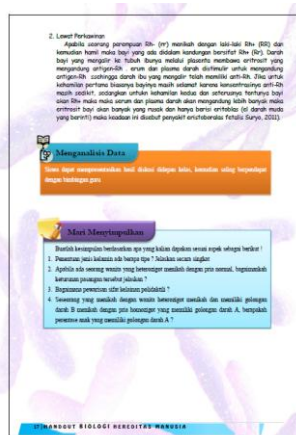 2. Lewat Perkawinan
Apabila seorang perempuan Rh- (rr) menikah dengan laki-laki Rh+ (RR) dan
kemudian hamil maka bayi yang ada didalam kandungan bersifat Rh+ (Rr). Darah
bayi yang mengalir ke tubuh ibunya melalui plasenta membawa eritrosit yang
mengandung antigen-Rh . erum dan plasma darah distimulir untuk mengandung
antigen-Rh sehingga darah ibu yang mengalir telah memiliki anti-Rh. Jika untuk
kehamilan pertama biasanya bayinya masih selamat karena konsentrasinya anti-Rh
masih sedikit, sedangkan untuk kehamilan kedua dan seterusnya tentunya bayi
akan Rh+ maka maka serum dan plasma darah akan mengandung lebih banyak maka
eritrosit bayi akan banyak yang rusak dan hanya berisi eritoblas (sl darah muda
yang berinti) maka keadaan ini disebut penyakit eristoboralas fetalis Suryo, 2011).
Menganalisis Data
Siswa dapat mempresentasikan hasil diskusi didepan kelas, kemudian saling berpendapat
dengan bimbingan guru.
Mari Menyimpulkan
Buatlah kesimpulan berdasarkan apa yang kalian dapatkan sesuai aspek sebagai berikut !
1. Penentuan jenis kelamin ada berapa tipe ? Jelaskan secara singkat
2. Apabila ada seorang wanita yang heterozigot menikah dengan pria normal, bagaimanakah
keturunan pasangan tersebut jelaskan ?
3. Bagaimana pewarisan sifat kelainan polidaktili ?
4. Seseorang yang menikah dengan wanita heterozigot menikah dan memiliki golongan
darah B menikah dengan pria homozigot yang memiliki golongan darah A, berapakah
persentase anak yang memiliki golongan darah A ?
27 | HANDOUT BIOLOGI HEREDITAS MANUSIA